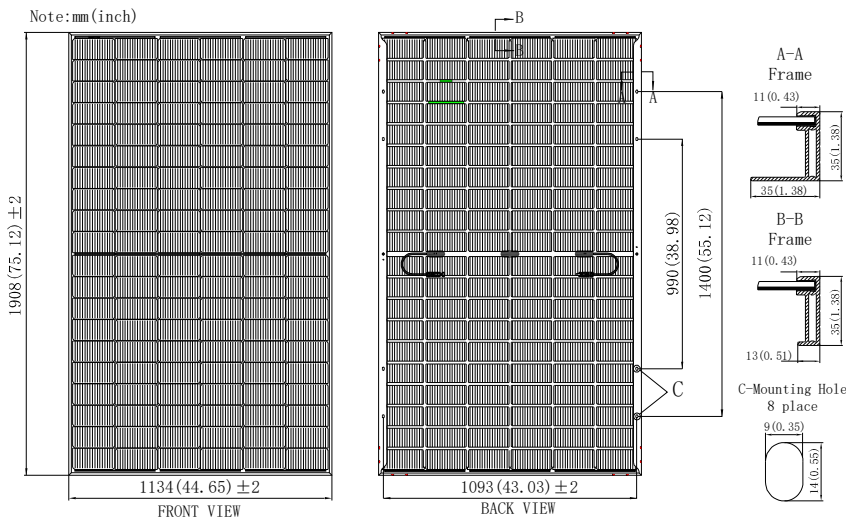 Note:mm(inch)
B
B
A
A
1908(75.12)±2
990(38.98)
1400(55.12)
C
1134(44.65)±2
FRONT VIEW
1093(43.03)±2
BACK VIEW
A-A
Frame
11(0.43)
35(1.38)
35(1.38)
B-B
Frame
11(0.43)
35(1.38)
13(0.51)
C-Mounting Hole
8 place
9(0.35)
14(0.55)